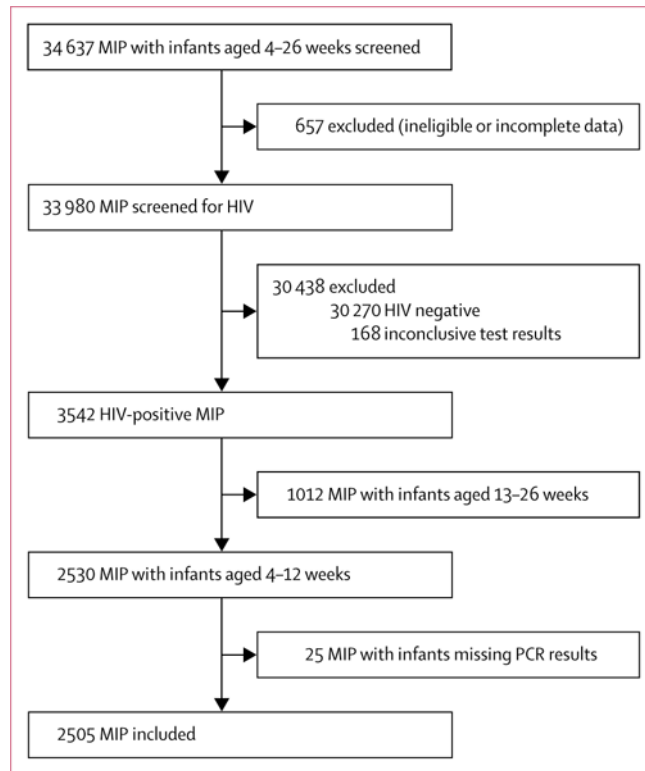 34 637 MIP with infants aged 4–26 weeks screened
657 excluded (ineligible or incomplete data)
33 980 MIP screened for HIV
30 438 excluded
30 270 HIV negative
168 inconclusive test results
3542 HIV-positive MIP
1012 MIP with infants aged 13–26 weeks
2530 MIP with infants aged 4–12 weeks
25 MIP with infants missing PCR results
2505 MIP included